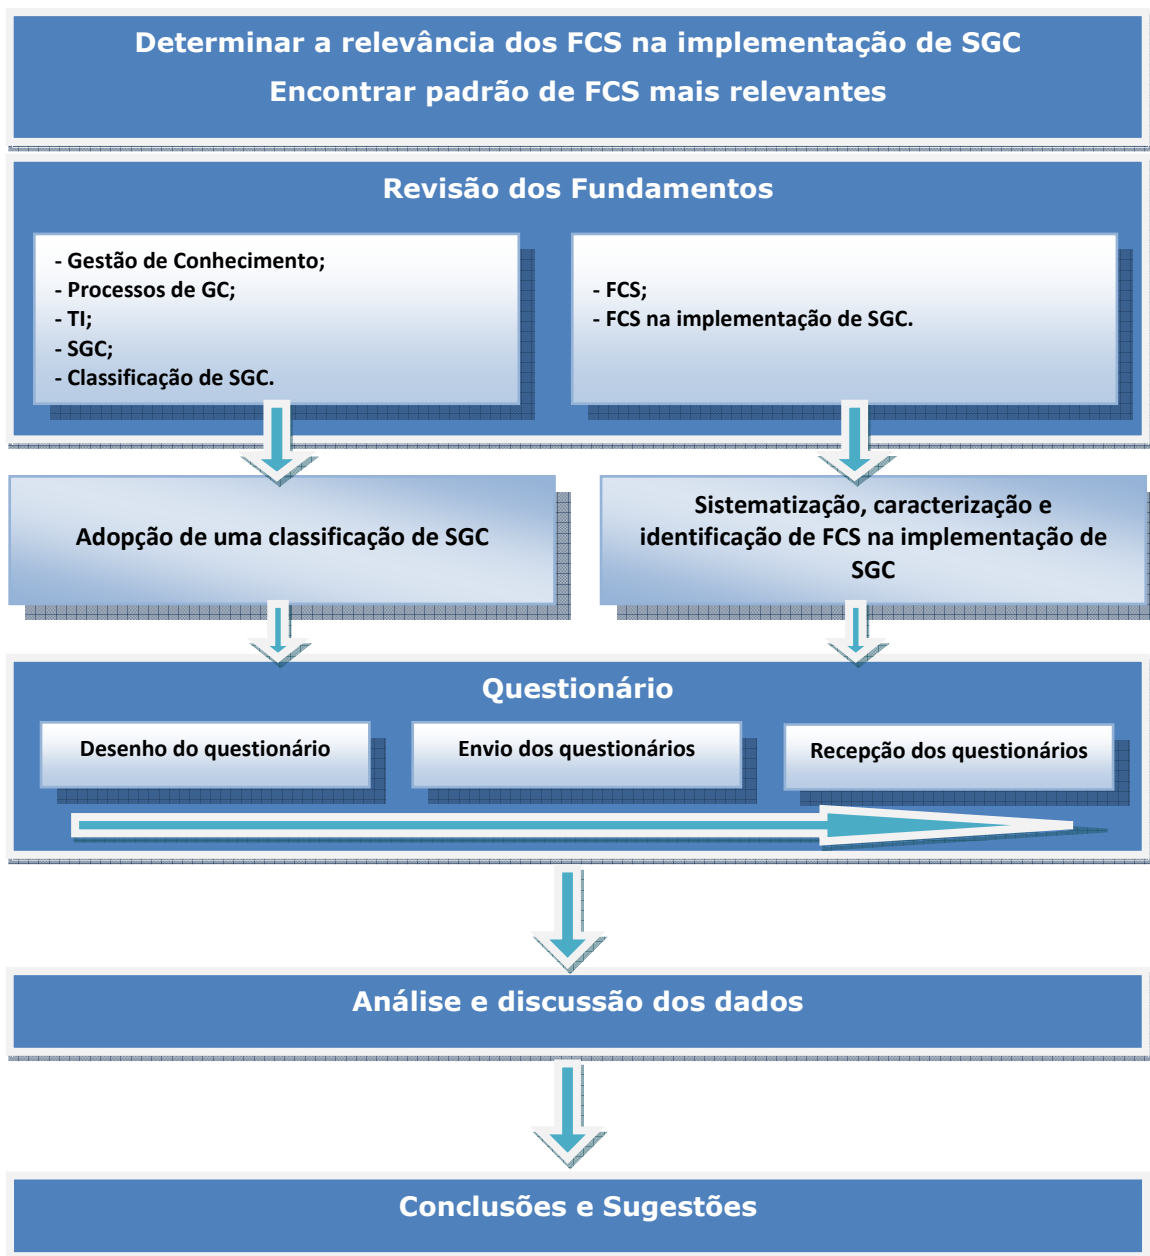 Determinar a relevância dos FCS na implementação de SGC
Encontrar padrão de FCS mais relevantes
Revisão dos Fundamentos
- Gestão de Conhecimento;
- Processos de GC;
- TI;
- SGC;
- Classificação de SGC.
- FCS;
- FCS na implementação de SGC.
Adopção de uma classificação de SGC
Sistematização, caracterização e
identificação de FCS na implementação de
SGC
Questionário
Desenho do questionário
Envio dos questionários
Recepção dos questionários
Análise e discussão dos dados
Conclusões e Sugestões